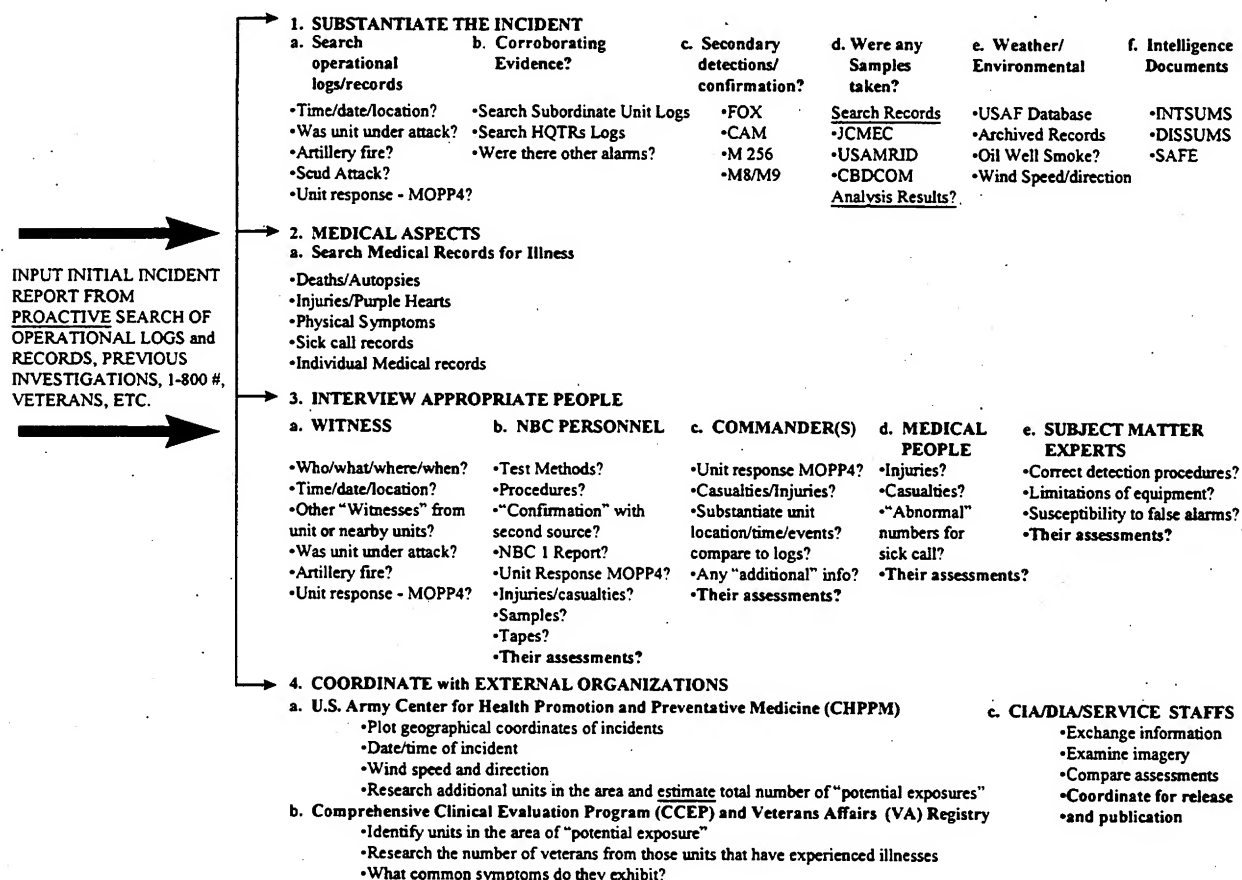 1. SUBSTANTIATE THE INCIDENT
a. Search
operational
logs/records
•Time/date/location?
•Was unit under attack?
•Artillery fire?
•Scud Attack?
•Unit response - MOPP4?
b. Corroborating
Evidence?
•Search Subordinate Unit Logs
•Search HQTRs Logs
•Were there other alarms?
c. Secondary
detections/
confirmation?
•FOX
•CAM
•M 256
•M8/M9
d. Were any
Samples
taken?
Search Records
•JCMEC
•USAMRID
•CBDCOM
Analysis Results?
e. Weather/
Environmental
•USAF Database
•Archived Records
•Oil Well Smoke?
•Wind Speed/direction
f. Intelligence
Documents
•INTSUMS
•DISSUMS
•SAFE
INPUT INITIAL INCIDENT
REPORT FROM
PROACTIVE SEARCH OF
OPERATIONAL LOGS and
RECORDS, PREVIOUS
INVESTIGATIONS, 1-800 #,
VETERANS, ETC.
2. MEDICAL ASPECTS
a. Search Medical Records for Illness
•Deaths/Autopsies
•Injuries/Purple Hearts
•Physical Symptoms
•Sick call records
•Individual Medical records
3. INTERVIEW APPROPRIATE PEOPLE
a. WITNESS
•Who/what/where/when?
•Time/date/location?
•Other "Witnesses" from
unit or nearby units?
•Was unit under attack?
•Artillery fire?
•Unit response - MOPP4?
b. NBC PERSONNEL
•Test Methods?
•Procedures?
•"Confirmation" with
second source?
•NBC 1 Report?
•Unit Response MOPP4?
•Injuries/casualties?
•Samples?
•Tapes?
•Their assessments?
c. COMMANDER(S)
•Unit response MOPP4?
•Casualties/Injuries?
•Substantiate unit
location/time/events?
compare to logs?
•Any "additional" info?
•Their assessments?
d. MEDICAL
PEOPLE
•Injuries?
•Casualties?
•"Abnormal"
numbers for
sick call?
•Their assessments?
e. SUBJECT MATTER
EXPERTS
•Correct detection procedures?
•Limitations of equipment?
•Susceptibility to false alarms?
•Their assessments?
4. COORDINATE with EXTERNAL ORGANIZATIONS
a. U.S. Army Center for Health Promotion and Preventative Medicine (CHPPM)
•Plot geographical coordinates of incidents
•Date/time of incident
•Wind speed and direction
•Research additional units in the area and estimate total number of "potential exposures"
b. Comprehensive Clinical Evaluation Program (CCEP) and Veterans Affairs (VA) Registry
•Identify units in the area of "potential exposure"
•Research the number of veterans from those units that have experienced illnesses
•What common symptoms do they exhibit?
c. CIA/DIA/SERVICE STAFFS
•Exchange information
•Examine imagery
•Compare assessments
•Coordinate for release
•and publication